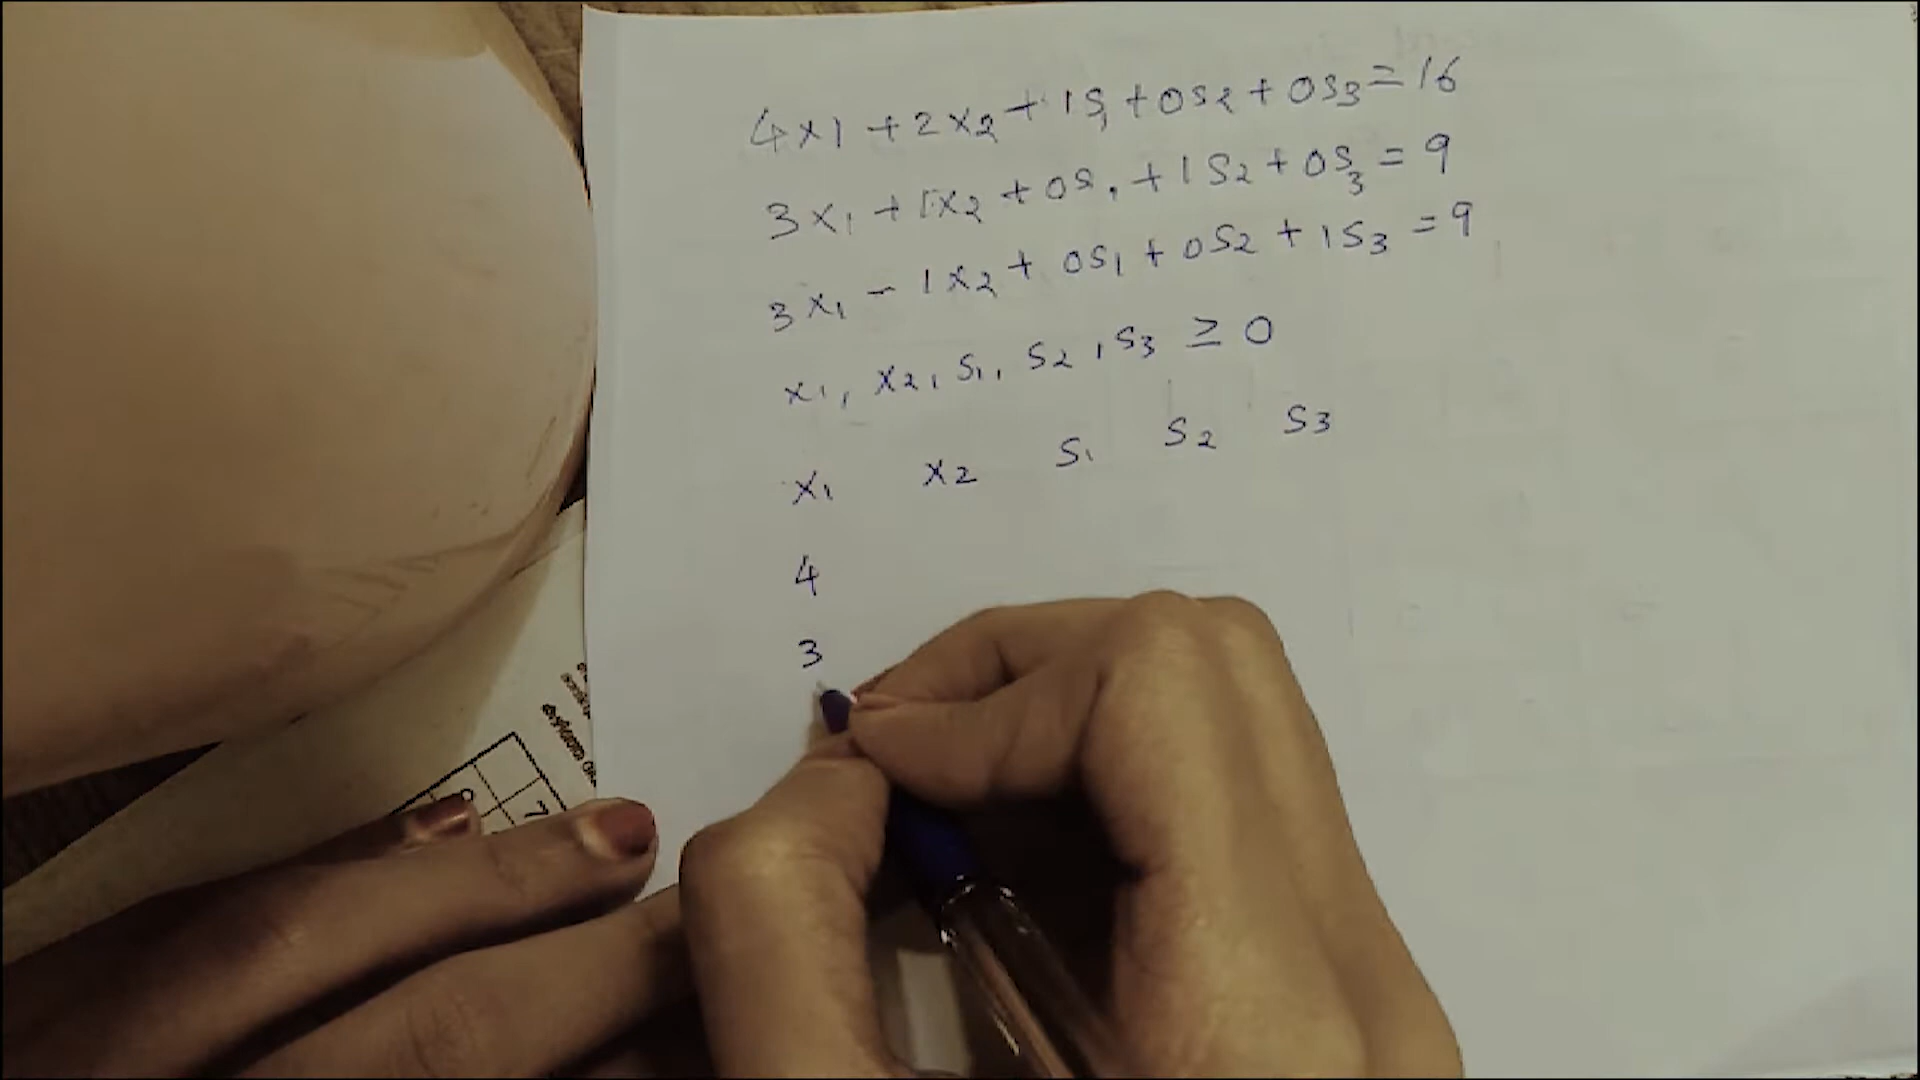 4x1 + 2x2 + 1s1 + 0s2 + 0s3 = 16
3x1 + 1x2 + 0s1 + 1s2 + 0s3 = 9
3x1 - 1x2 + 0s1 + 0s2 + 1s3 = 9
x1, x2, s1, s2, s3 ≥ 0
x1 x2 s1 s2 s3
4
3
7